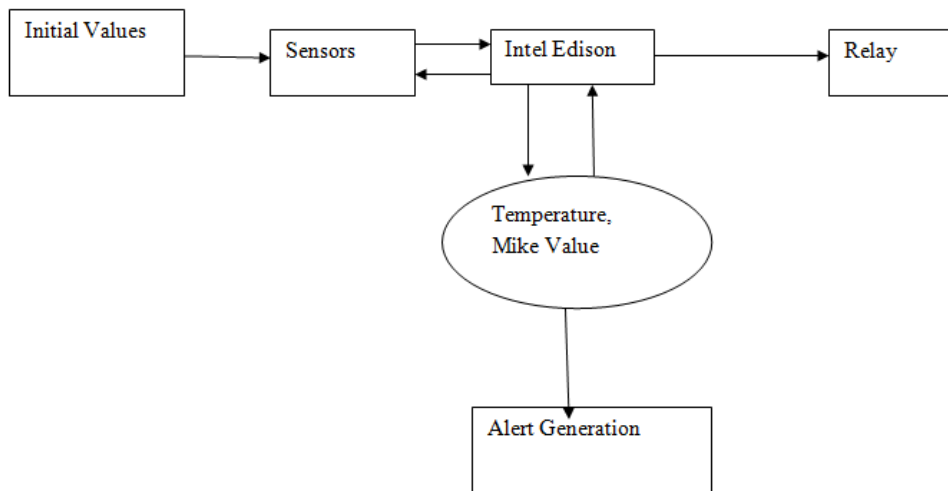 Initial Values
Sensors
Intel Edison
Relay
Temperature,
Mike Value
Alert Generation